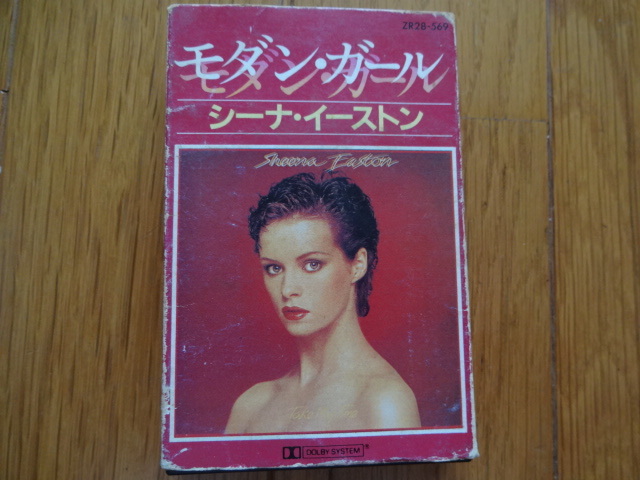 ZR28-569
モダン・ガール
シーナ・イーストン
Sheena Easton
DOLBY SYSTEM®